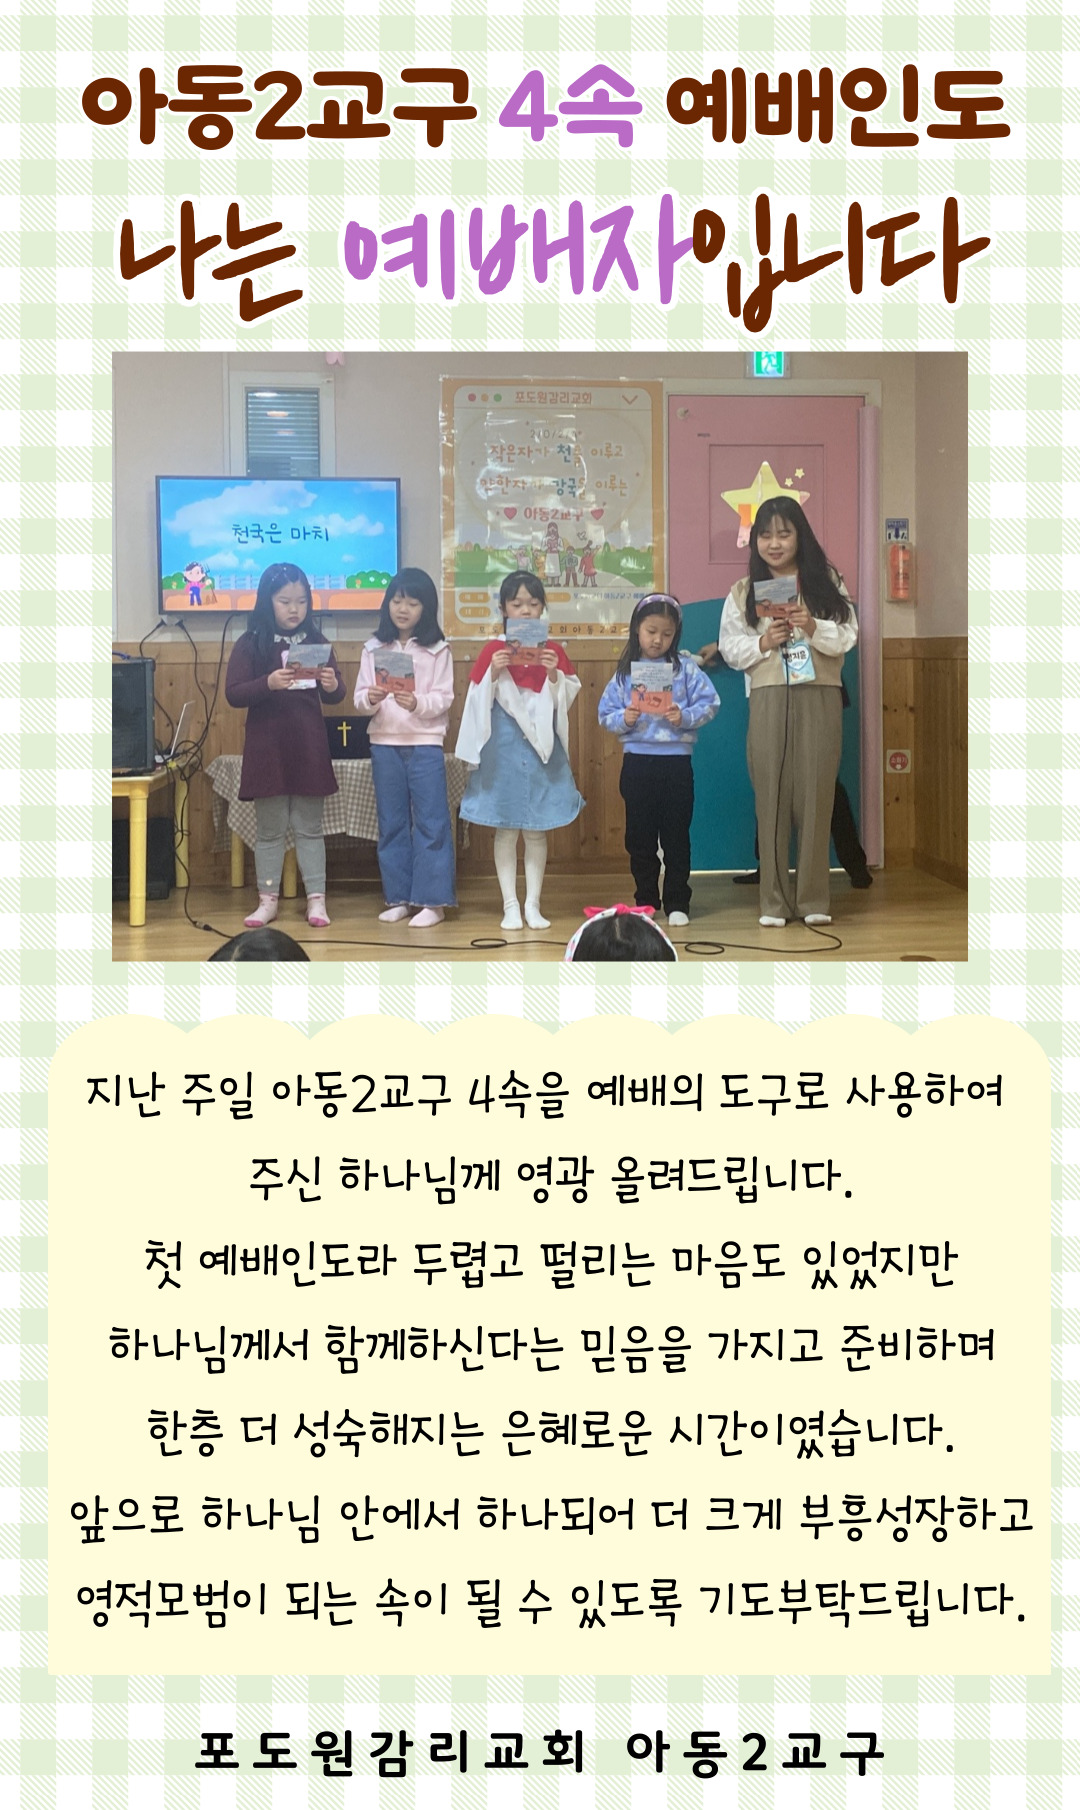 아동2교구 4속 예배인도
나는 예배자입니다
포도원감리교회
작은자가 천을 이루고
약한자가 강국을 이루는
아동2교구
천국은 마치
지난 주일 아동2교구 4속을 예배의 도구로 사용하여
주신 하나님께 영광 올려드립니다.
첫 예배인도라 두렵고 떨리는 마음도 있었지만
하나님께서 함께하신다는 믿음을 가지고 준비하며
한층 더 성숙해지는 은혜로운 시간이였습니다.
앞으로 하나님 안에서 하나되어 더 크게 부흥성장하고
영적모범이 되는 속이 될 수 있도록 기도부탁드립니다.
포도원감리교회 아동2교구